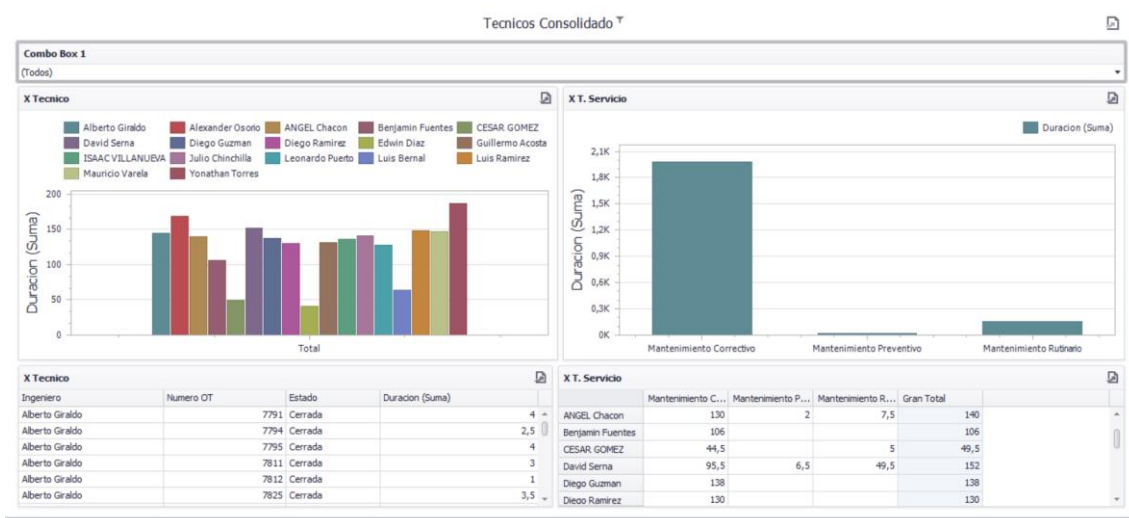 Tecnicos Consolidado
Combo Box 1
(Todos)
X Tecnico
Alberto Giraldo Alexander Osorio ANGEL Chacon Benjamin Fuentes CESAR GOMEZ
David Serna Diego Guzman Diego Ramirez Edwin Diaz Guillermo Acosta
ISAAC VILLANUEVA Julio Chinchilla Leonardo Puerto Luis Bernal Luis Ramirez
Mauricio Varela Yonathan Torres
Duracion (Suma)
200
150
100
50
0
Total
X T. Servicio
Duracion (Suma)
Duracion (Suma)
2,1K
1,8K
1,5K
1,2K
0,9K
0,6K
0,3K
0K
Mantenimiento Correctivo Mantenimiento Preventivo Mantenimiento Rutinario
X Tecnico
Ingeniero Numero OT Estado Duracion (Suma)
Alberto Giraldo 7791 Cerrada 4
Alberto Giraldo 7794 Cerrada 2,5
Alberto Giraldo 7795 Cerrada 4
Alberto Giraldo 7811 Cerrada 3
Alberto Giraldo 7812 Cerrada 1
Alberto Giraldo 7825 Cerrada 3,5
X T. Servicio
Mantenimiento C... Mantenimiento P... Mantenimiento R... Gran Total
ANGEL Chacon 130 2 7,5 140
Benjamin Fuentes 106 106
CESAR GOMEZ 44,5 5 49,5
David Serna 95,5 6,5 49,5 152
Diego Guzman 138 138
Diego Ramirez 130 130